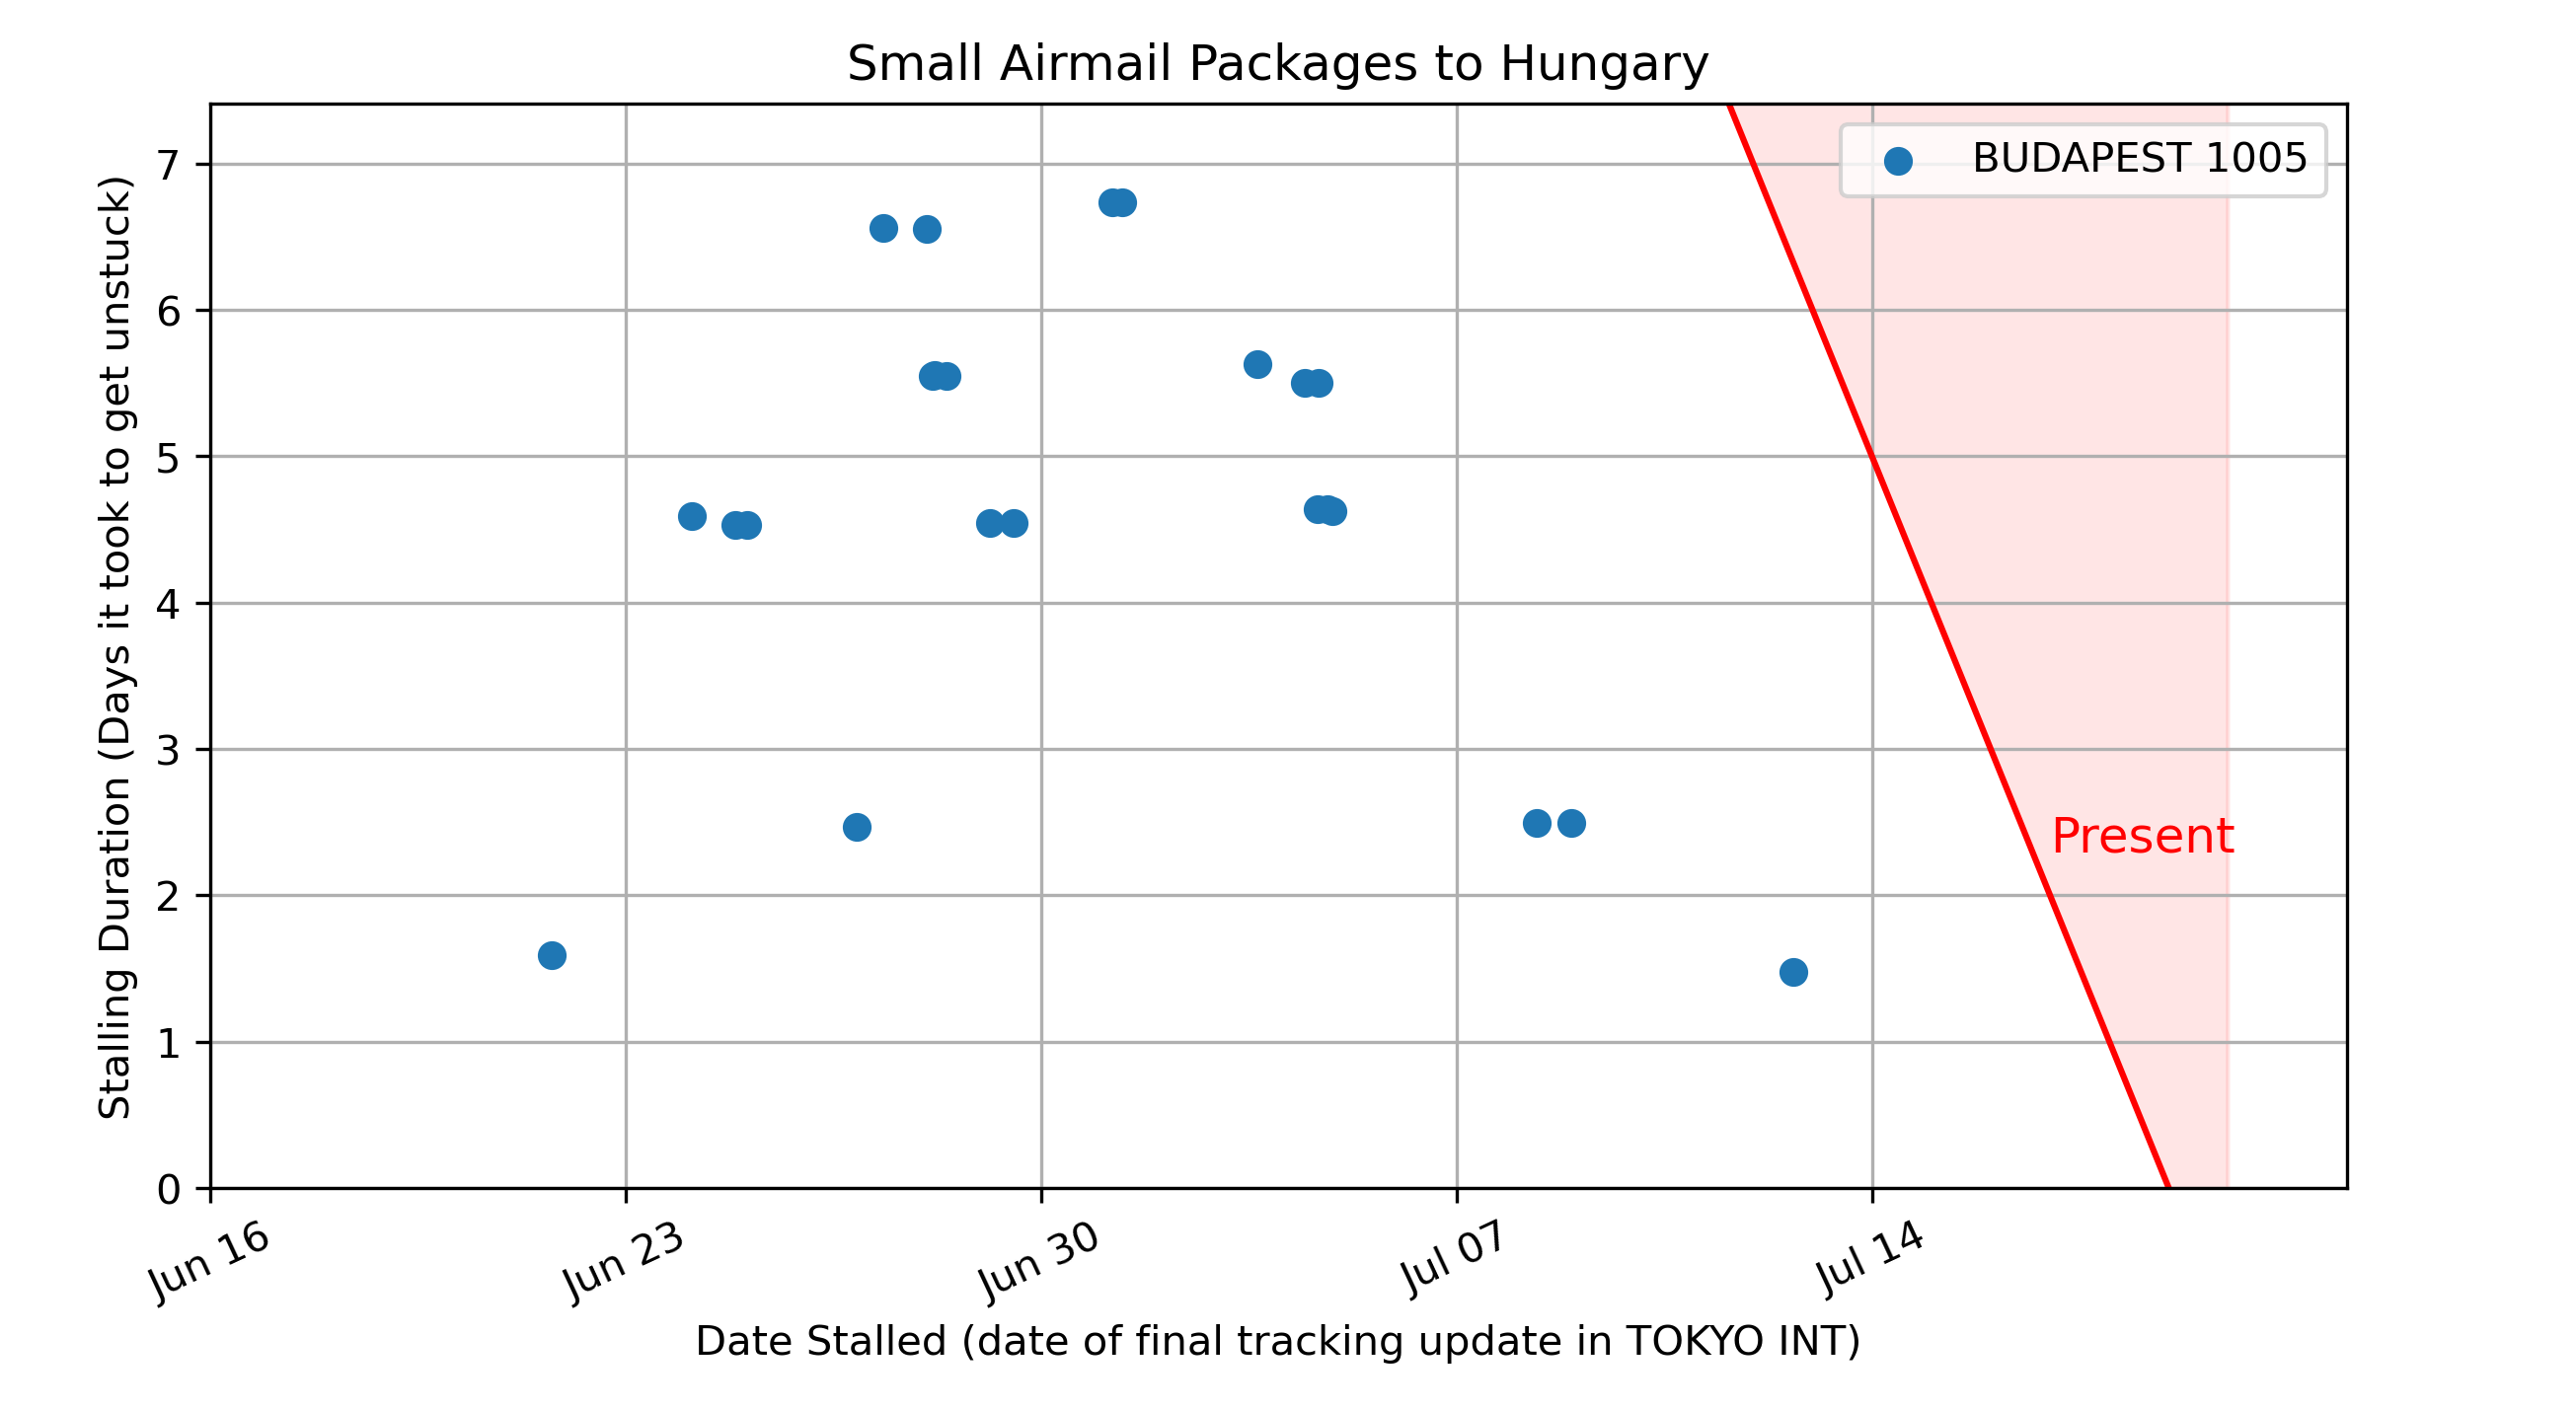 Small Airmail Packages to Hungary
BUDAPEST 1005
Present
Stalling Duration (Days it took to get unstuck)
7
6
5
4
3
2
1
0
Jun 16
Jun 23
Jun 30
Jul 07
Jul 14
Date Stalled (date of final tracking update in TOKYO INT)